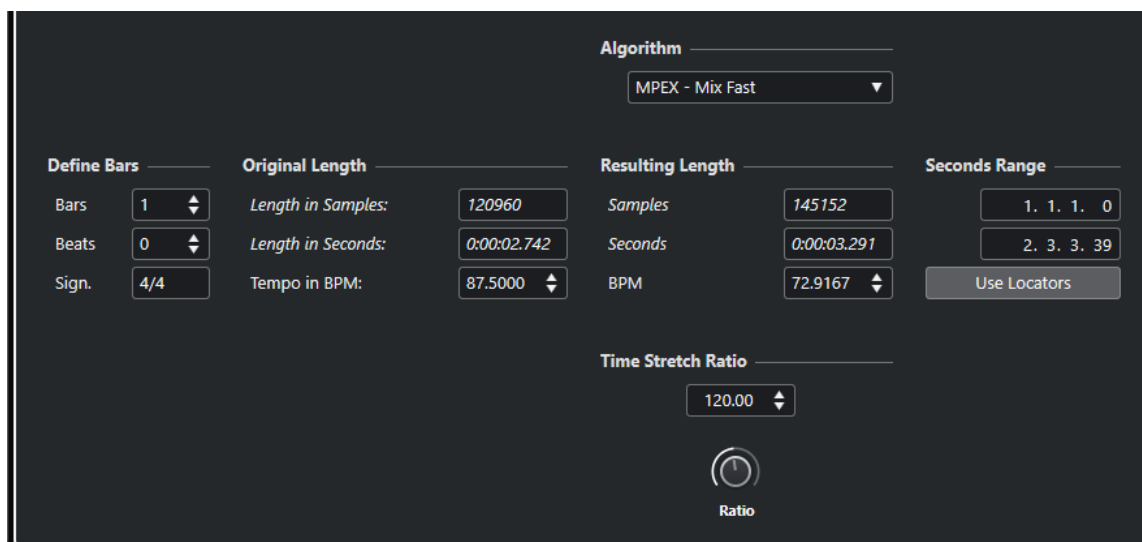 Algorithm
MPEX - Mix Fast
Define Bars Original Length Resulting Length Seconds Range
Bars 1 Length in Samples: 120960 Samples 145152 1. 1. 1. 0
Beats 0 Length in Seconds: 0:00:02.742 Seconds 0:00:03.291 2. 3. 3. 39
Sign. 4/4 Tempo in BPM: 87.5000 BPM 72.9167 Use Locators
Time Stretch Ratio
120.00
Ratio